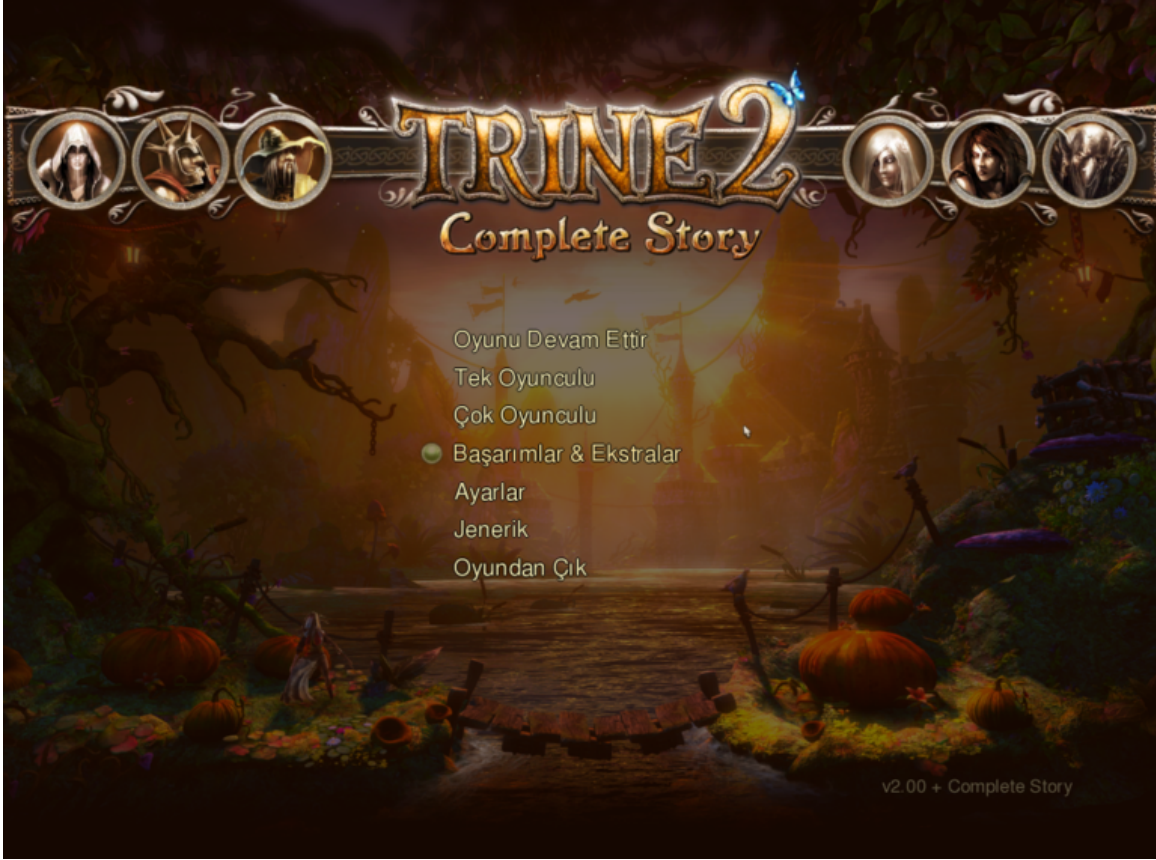 TRINE 2
Complete Story
Oyunu Devam Ettir
Tek Oyunculu
Çok Oyunculu
Başarımlar & Ekstralar
Ayarlar
Jenerik
Oyundan Çık
v2.00 + Complete Story